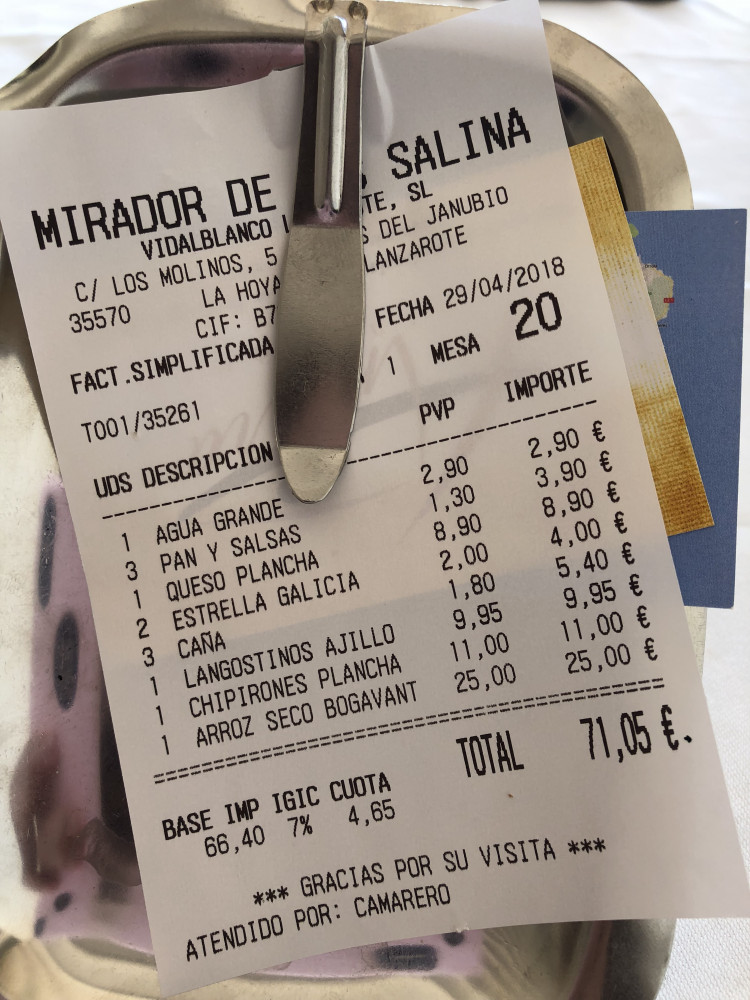 MIRADOR DE SALINA
VIDALBLANCO TE, SL
C/ LOS MOLINOS, 5 DEL JANUBIO
LA HOYA LANZAROTE
35570
CIF: B7
FECHA 29/04/2018
FACT.SIMPLIFICADA 1 MESA 20
T001/35261
UDS DESCRIPCION PVP IMPORTE
1 AGUA GRANDE 2,90 2,90 €
3 PAN Y SALSAS 1,30 3,90 €
1 QUESO PLANCHA 8,90 8,90 €
2 ESTRELLA GALICIA 2,00 4,00 €
3 CAÑA 1,80 5,40 €
1 LANGOSTINOS AJILLO 9,95 9,95 €
1 CHIPIRONES PLANCHA 11,00 11,00 €
1 ARROZ SECO BOGAVANT 25,00 25,00 €
TOTAL 71,05 €.
BASE IMP IGIC CUOTA
66,40 7% 4,65
*** GRACIAS POR SU VISITA ***
ATENDIDO POR: CAMARERO